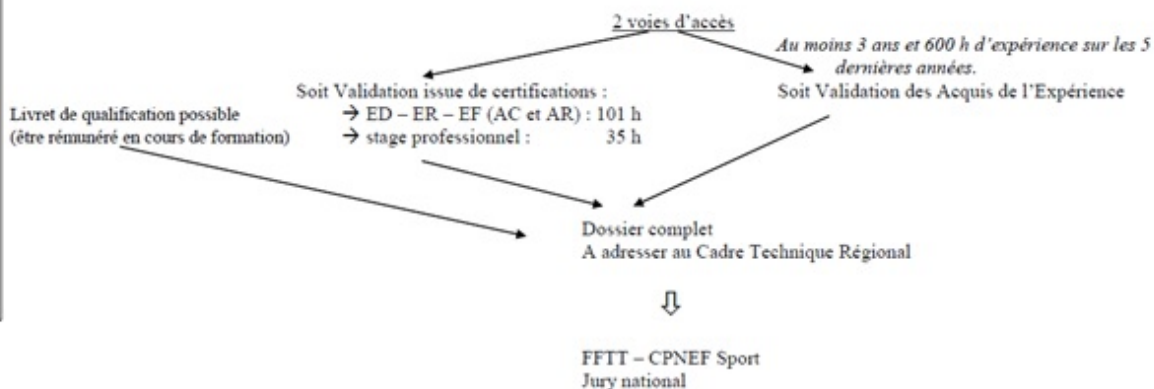 2 voies d'accès
Au moins 3 ans et 600 h d'expérience sur les 5
dernières années.
Soit Validation des Acquis de l'Expérience
Soit Validation issue de certifications :
→ ED – ER – EF (AC et AR) : 101 h
→ stage professionnel : 35 h
Livret de qualification possible
(être rémunéré en cours de formation)
Dossier complet
A adresser au Cadre Technique Régional
FFTT – CPNEF Sport
Jury national